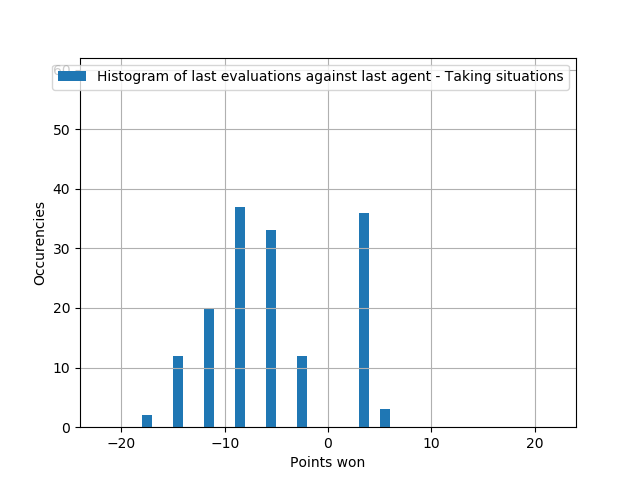 60
Histogram of last evaluations against last agent - Taking situations
50
40
30
20
10
0
Occurencies
−20 −10 0 10 20
Points won